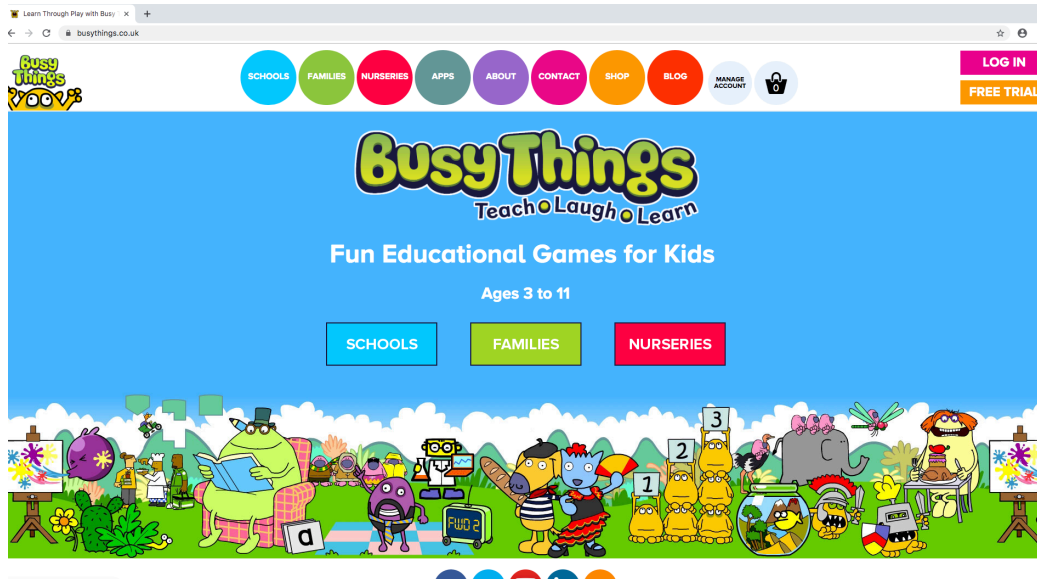 Learn Through Play with Busy
busythings.co.uk
Busy
Things
SCHOOLS
FAMILIES
NURSERIES
APPS
ABOUT
CONTACT
SHOP
BLOG
MANAGE
ACCOUNT
0
LOG IN
FREE TRIAL
Busy Things
Teach Laugh Learn
Fun Educational Games for Kids
Ages 3 to 11
SCHOOLS
FAMILIES
NURSERIES
3
2
1
a
FWD 2